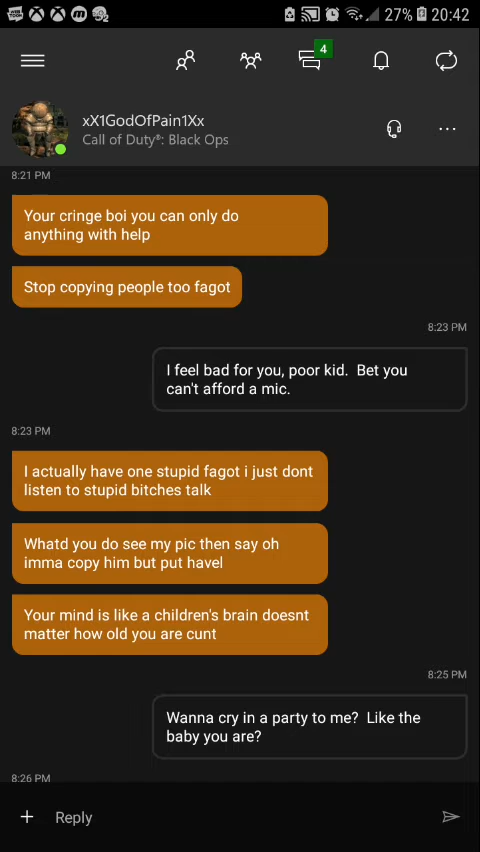 27% 20:42
4
xX1GodOfPain1Xx
Call of Duty®: Black Ops
8:21 PM
Your cringe boi you can only do
anything with help
Stop copying people too fagot
8:23 PM
I feel bad for you, poor kid.  Bet you
can't afford a mic.
8:23 PM
I actually have one stupid fagot i just dont
listen to stupid bitches talk
Whatd you do see my pic then say oh
imma copy him but put havel
Your mind is like a children's brain doesnt
matter how old you are cunt
8:25 PM
Wanna cry in a party to me?  Like the
baby you are?
8:26 PM
+ Reply